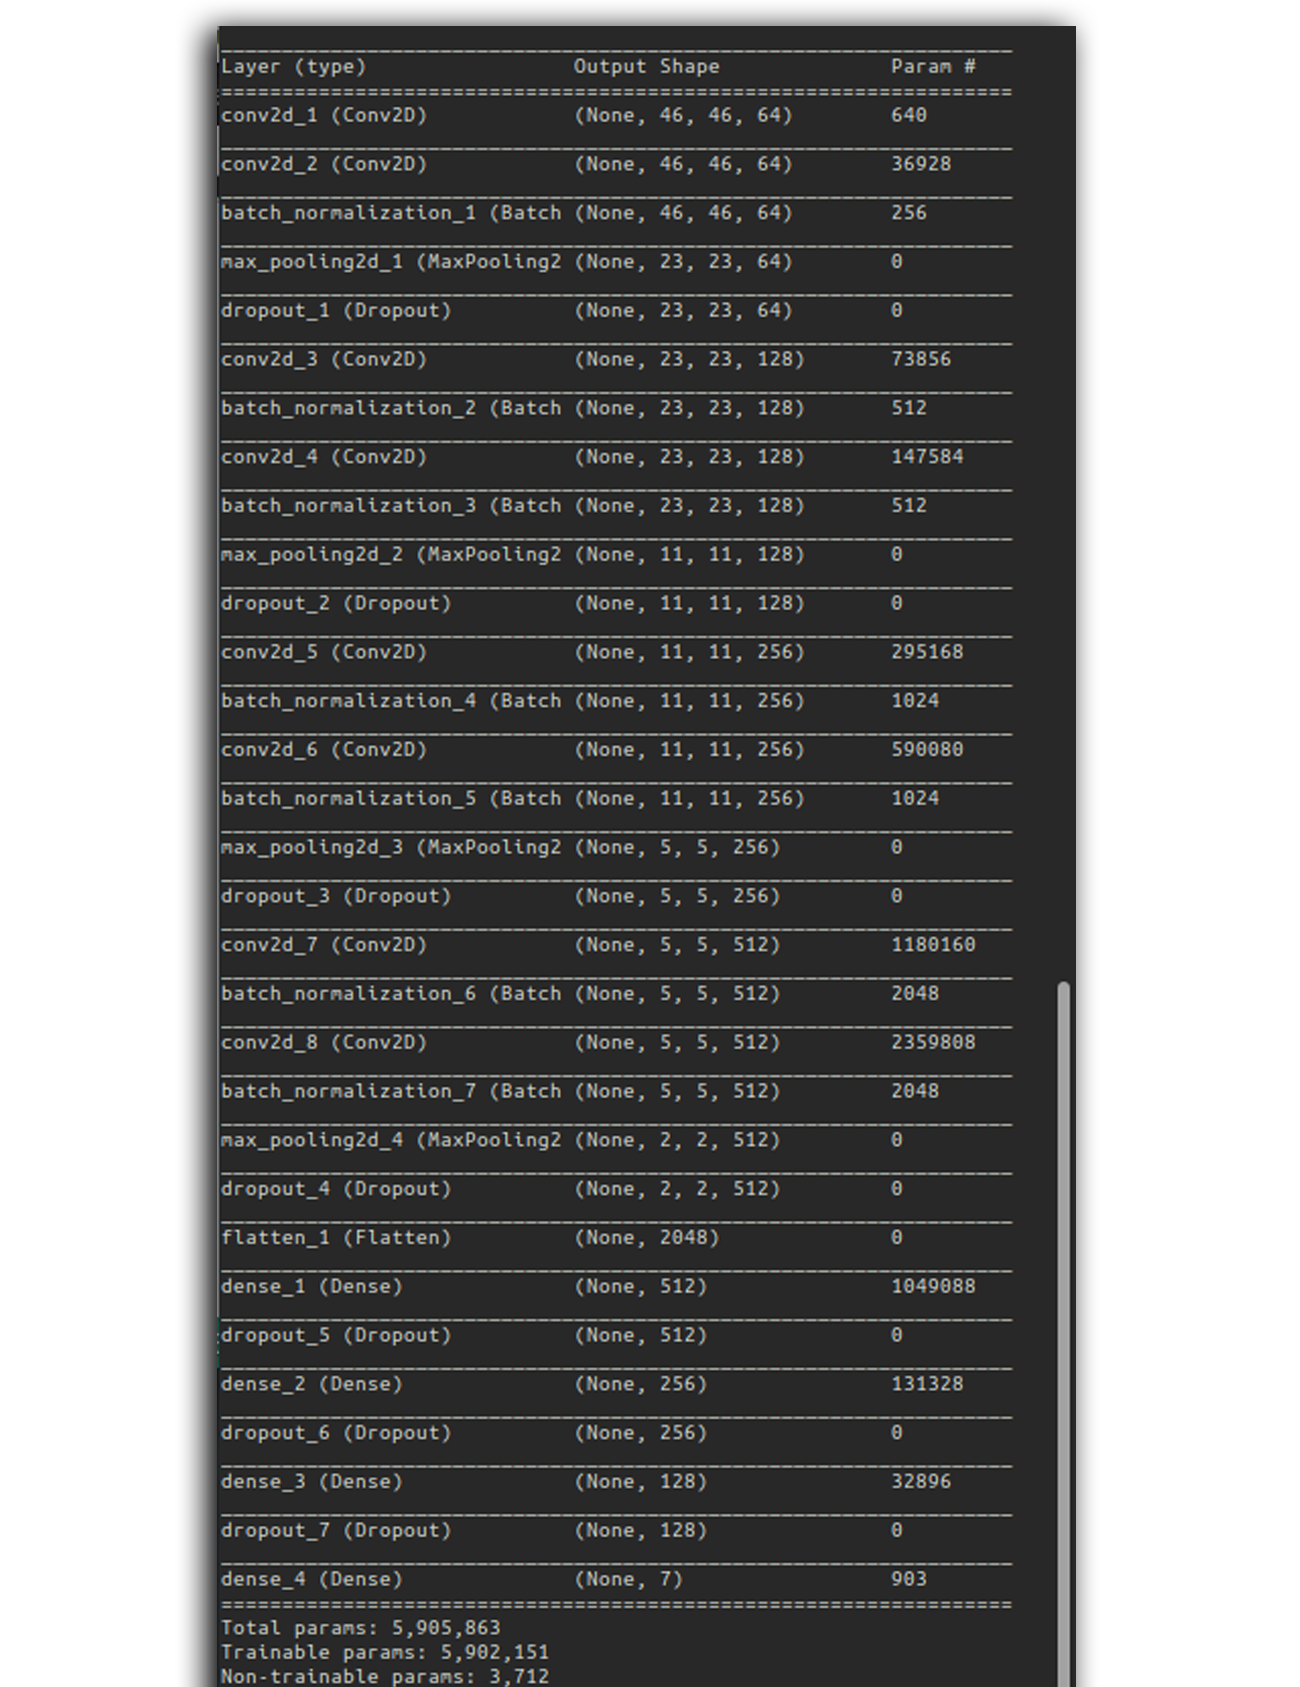 Layer (type) Output Shape Param #
conv2d_1 (Conv2D) (None, 46, 46, 64) 640
conv2d_2 (Conv2D) (None, 46, 46, 64) 36928
batch_normalization_1 (Batch (None, 46, 46, 64) 256
max_pooling2d_1 (MaxPooling2 (None, 23, 23, 64) 0
dropout_1 (Dropout) (None, 23, 23, 64) 0
conv2d_3 (Conv2D) (None, 23, 23, 128) 73856
batch_normalization_2 (Batch (None, 23, 23, 128) 512
conv2d_4 (Conv2D) (None, 23, 23, 128) 147584
batch_normalization_3 (Batch (None, 23, 23, 128) 512
max_pooling2d_2 (MaxPooling2 (None, 11, 11, 128) 0
dropout_2 (Dropout) (None, 11, 11, 128) 0
conv2d_5 (Conv2D) (None, 11, 11, 256) 295168
batch_normalization_4 (Batch (None, 11, 11, 256) 1024
conv2d_6 (Conv2D) (None, 11, 11, 256) 590080
batch_normalization_5 (Batch (None, 11, 11, 256) 1024
max_pooling2d_3 (MaxPooling2 (None, 5, 5, 256) 0
dropout_3 (Dropout) (None, 5, 5, 256) 0
conv2d_7 (Conv2D) (None, 5, 5, 512) 1180160
batch_normalization_6 (Batch (None, 5, 5, 512) 2048
conv2d_8 (Conv2D) (None, 5, 5, 512) 2359808
batch_normalization_7 (Batch (None, 5, 5, 512) 2048
max_pooling2d_4 (MaxPooling2 (None, 2, 2, 512) 0
dropout_4 (Dropout) (None, 2, 2, 512) 0
flatten_1 (Flatten) (None, 2048) 0
dense_1 (Dense) (None, 512) 1049088
dropout_5 (Dropout) (None, 512) 0
dense_2 (Dense) (None, 256) 131328
dropout_6 (Dropout) (None, 256) 0
dense_3 (Dense) (None, 128) 32896
dropout_7 (Dropout) (None, 128) 0
dense_4 (Dense) (None, 7) 903
Total params: 5,905,863
Trainable params: 5,902,151
Non-trainable params: 3,712